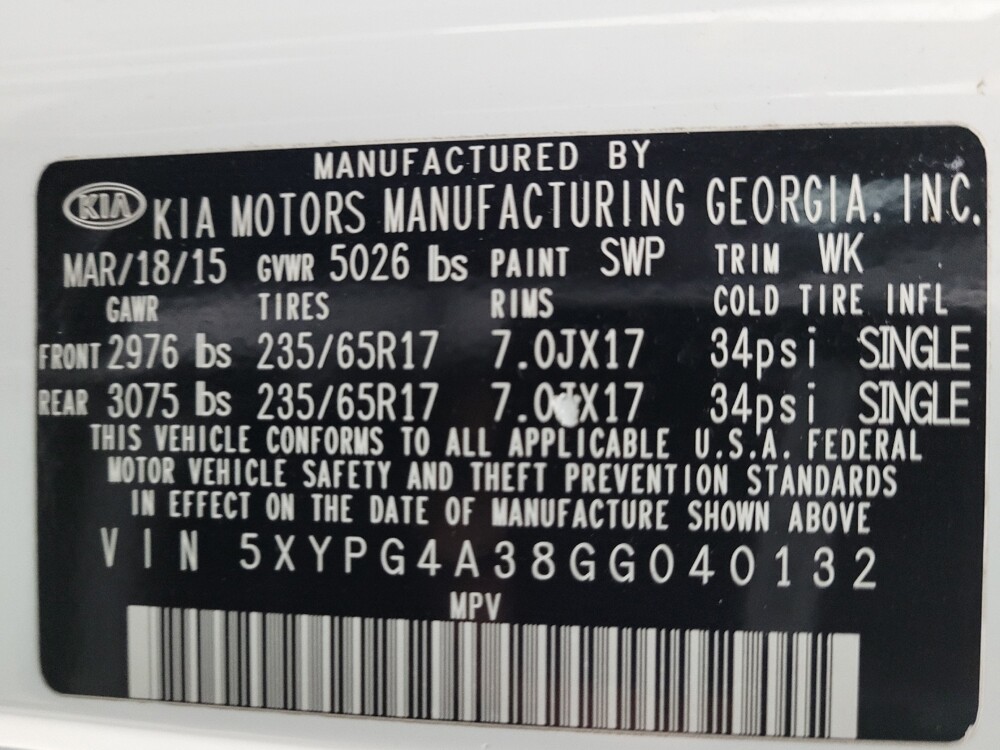 MANUFACTURED BY
KIA KIA MOTORS MANUFACTURING GEORGIA, INC.
MAR/18/15 GVWR 5026 lbs PAINT SWP TRIM WK
GAWR TIRES RIMS COLD TIRE INFL
FRONT 2976 lbs 235/65R17 7.0JX17 34psi SINGLE
REAR 3075 lbs 235/65R17 7.0JX17 34psi SINGLE
THIS VEHICLE CONFORMS TO ALL APPLICABLE U.S.A. FEDERAL
MOTOR VEHICLE SAFETY AND THEFT PREVENTION STANDARDS
IN EFFECT ON THE DATE OF MANUFACTURE SHOWN ABOVE
VIN 5XYPG4A38GG040132
MPV